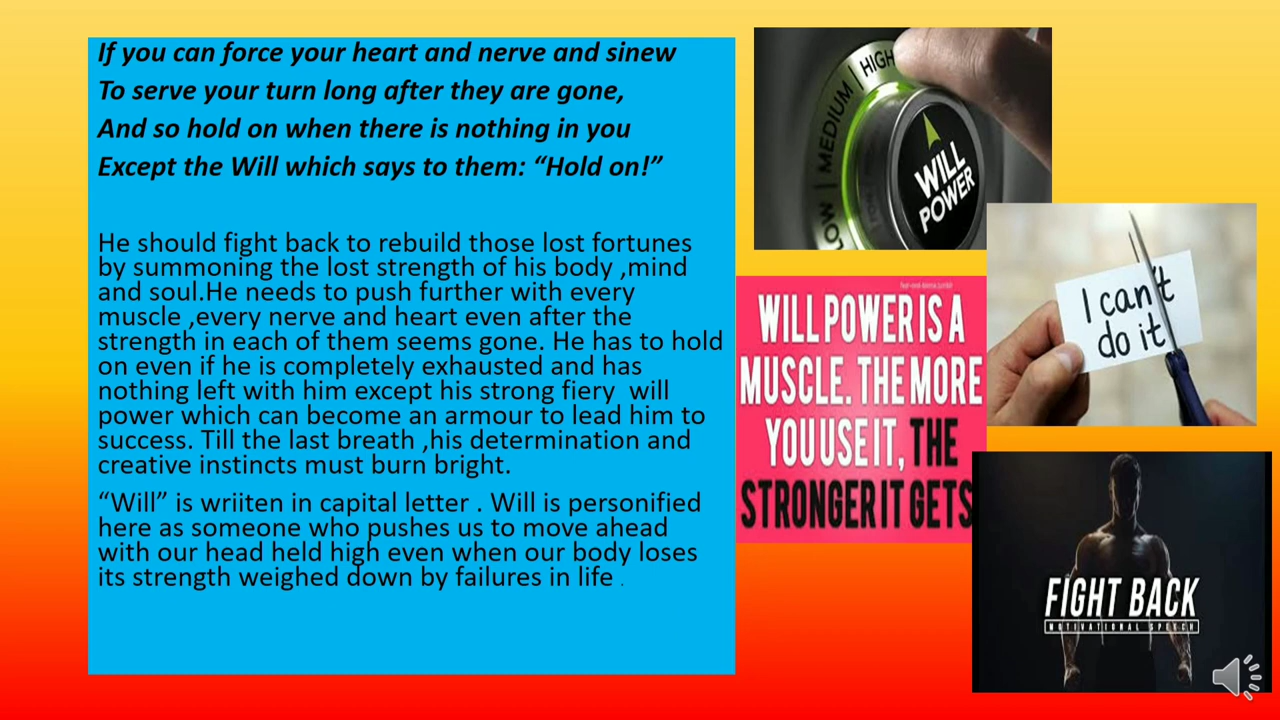 If you can force your heart and nerve and sinew
To serve your turn long after they are gone,
And so hold on when there is nothing in you
Except the Will which says to them: “Hold on!”
He should fight back to rebuild those lost fortunes
by summoning the lost strength of his body ,mind
and soul.He needs to push further with every
muscle ,every nerve and heart even after the
strength in each of them seems gone. He has to hold
on even if he is completely exhausted and has
nothing left with him except his strong fiery will
power which can become an armour to lead him to
success. Till the last breath ,his determination and
creative instincts must burn bright.
“Will” is wriiten in capital letter . Will is personified
here as someone who pushes us to move ahead
with our head held high even when our body loses
its strength weighed down by failures in life .
LOW | MEDIUM | HIGH
WILL
POWER
I can't
do it
WILL POWER IS A
MUSCLE. THE MORE
YOU USE IT, THE
STRONGER IT GETS
FIGHT BACK
MOTIVATIONAL SPEECH